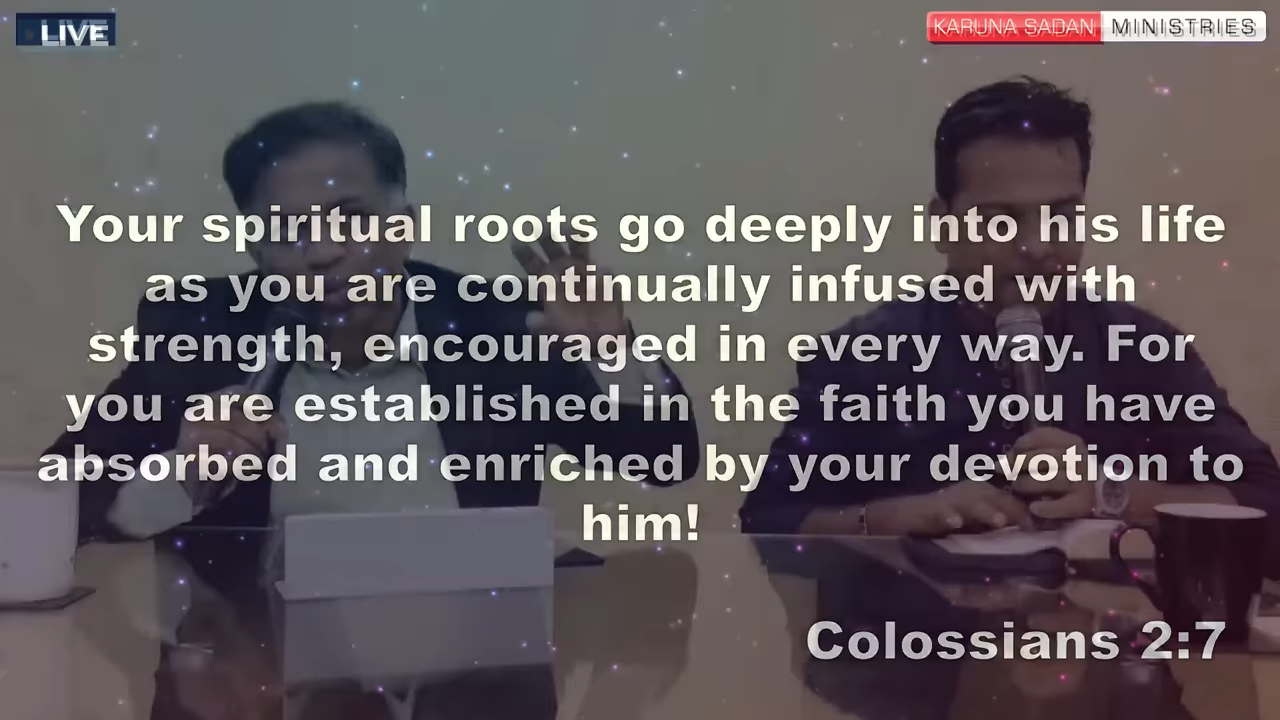 LIVE
KARUNA SADAN MINISTRIES
Your spiritual roots go deeply into his life
as you are continually infused with
strength, encouraged in every way. For
you are established in the faith you have
absorbed and enriched by your devotion to
him!
Colossians 2:7